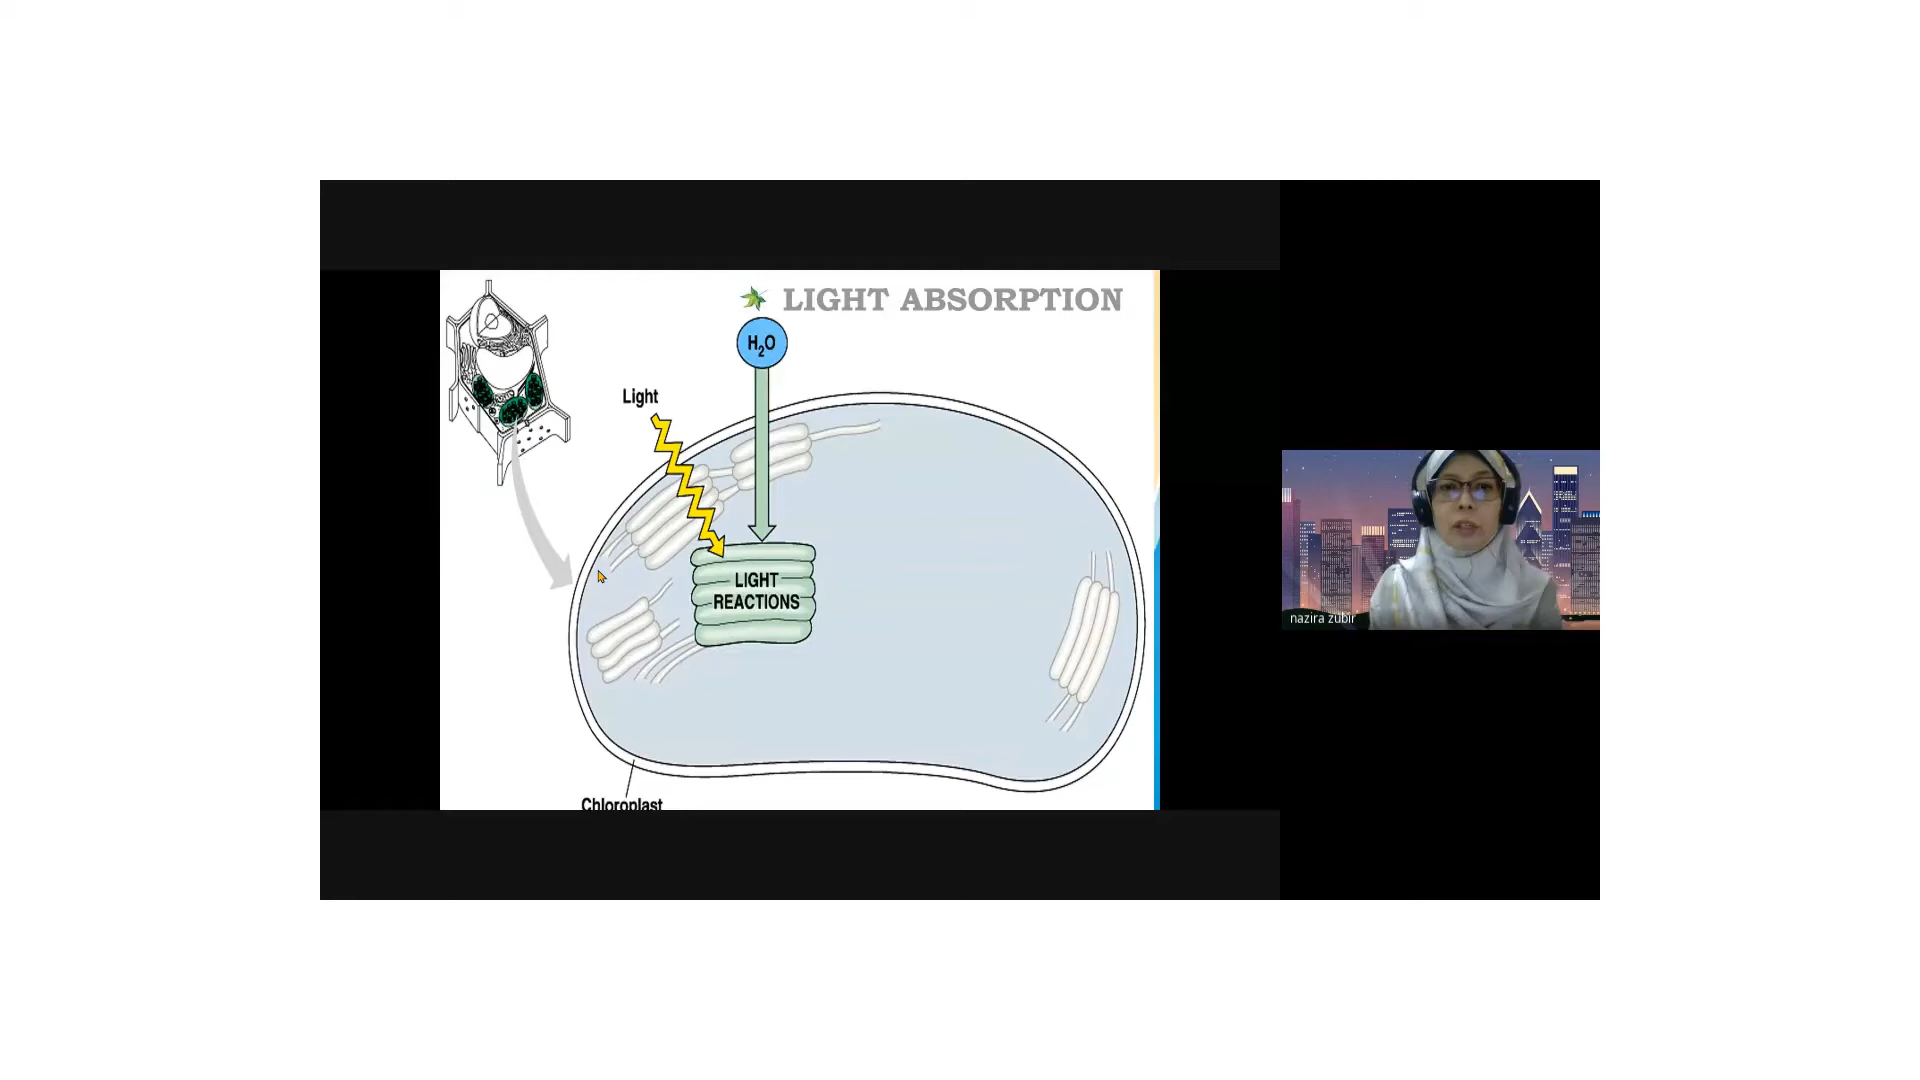 LIGHT ABSORPTION
H₂O
Light
LIGHT
REACTIONS
Chloroplast
nazira zubir